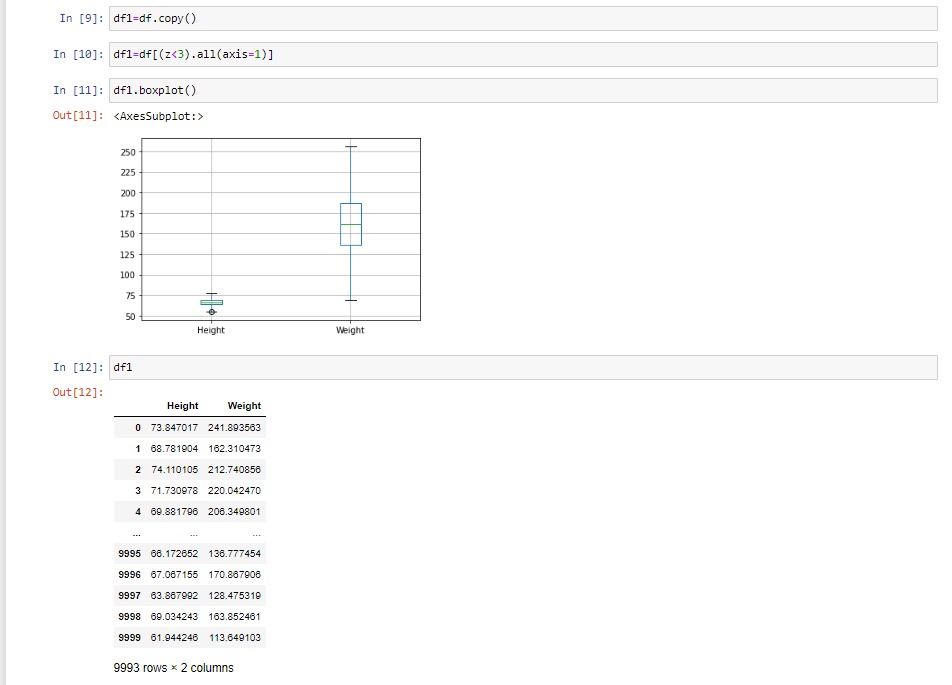 In [9]: df1=df.copy()
In [10]: df1=df[(z<3).all(axis=1)]
In [11]: df1.boxplot()
Out[11]: <AxesSubplot:>
250
225
200
175
150
125
100
75
50
Height Weight
In [12]: df1
Out[12]:
Height Weight
0 73.847017 241.893563
1 68.781904 162.310473
2 74.110105 212.740856
3 71.730978 220.042470
4 69.881796 206.349801
... ... ...
9995 66.172652 136.777454
9996 67.067155 170.867906
9997 63.867992 128.475319
9998 69.034243 163.852461
9999 61.944246 113.649103
9993 rows × 2 columns